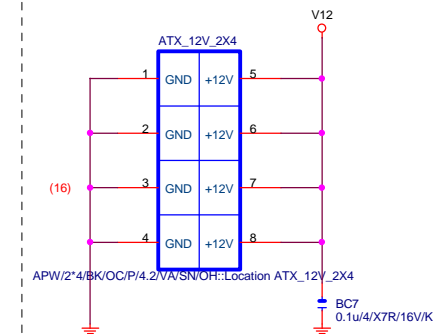 V12
ATX_12V_2X4
1 GND +12V 5
2 GND +12V 6
(16) 3 GND +12V 7
4 GND +12V 8
APW/2*4/BK/OC/P/4.2/VA/SN/OH::Location ATX_12V_2X4
BC7
0.1u/4/X7R/16V/K